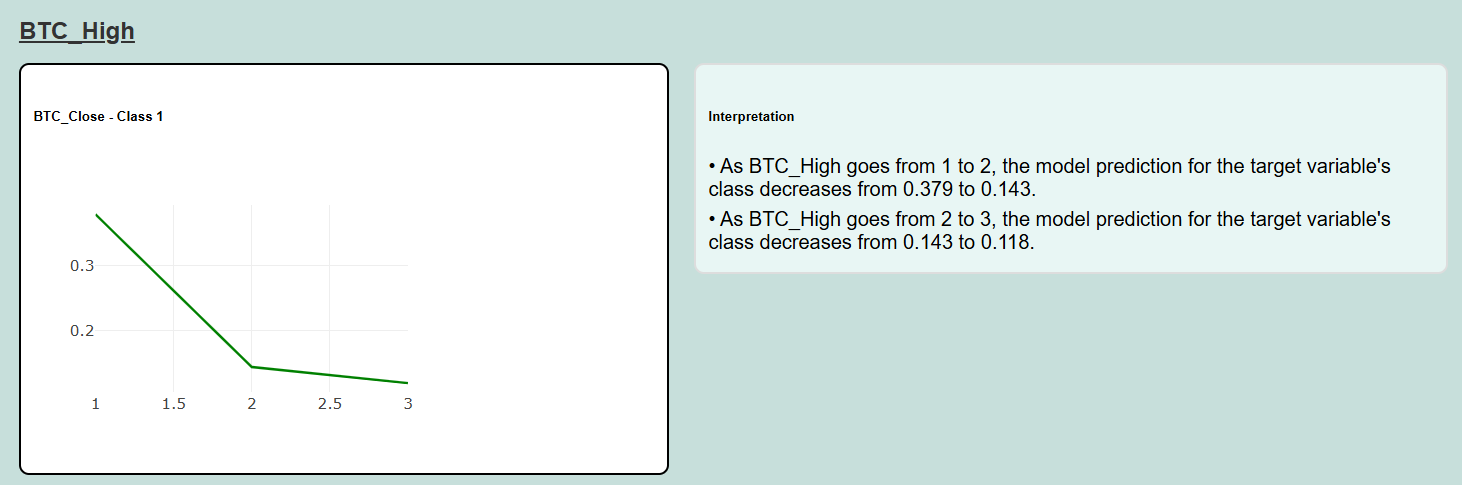 BTC_High
BTC_Close - Class 1
0.3
0.2
1 1.5 2 2.5 3
Interpretation
• As BTC_High goes from 1 to 2, the model prediction for the target variable's
class decreases from 0.379 to 0.143.
• As BTC_High goes from 2 to 3, the model prediction for the target variable's
class decreases from 0.143 to 0.118.